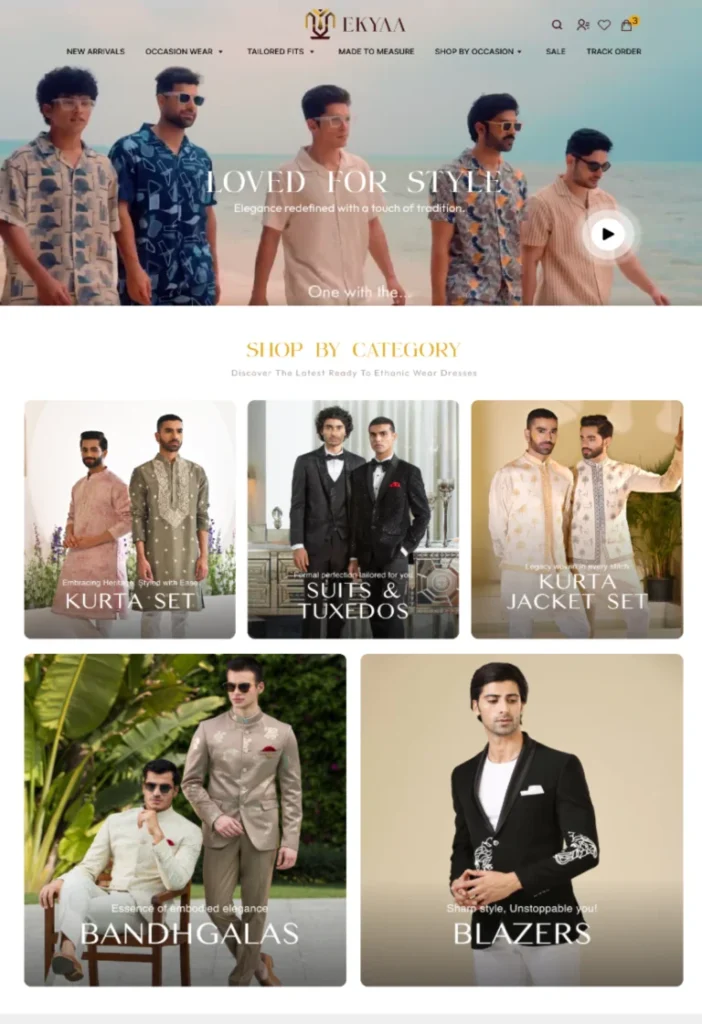 EKYAA
3
NEW ARRIVALS OCCASION WEAR TAILORED FITS MADE TO MEASURE SHOP BY OCCASION SALE TRACK ORDER
LOVED FOR STYLE
Elegance redefined with a touch of tradition.
One with the...
SHOP BY CATEGORY
Discover The Latest Ready To Ethanic Wear Dresses
Embracing Heritage, Styled with Ease
KURTA SET
Formal perfection tailored for you
SUITS &
TUXEDOS
Legacy woven in every stitch
KURTA
JACKET SET
Essence of embodied elegance
BANDHGALAS
Sharp style, Unstoppable you!
BLAZERS